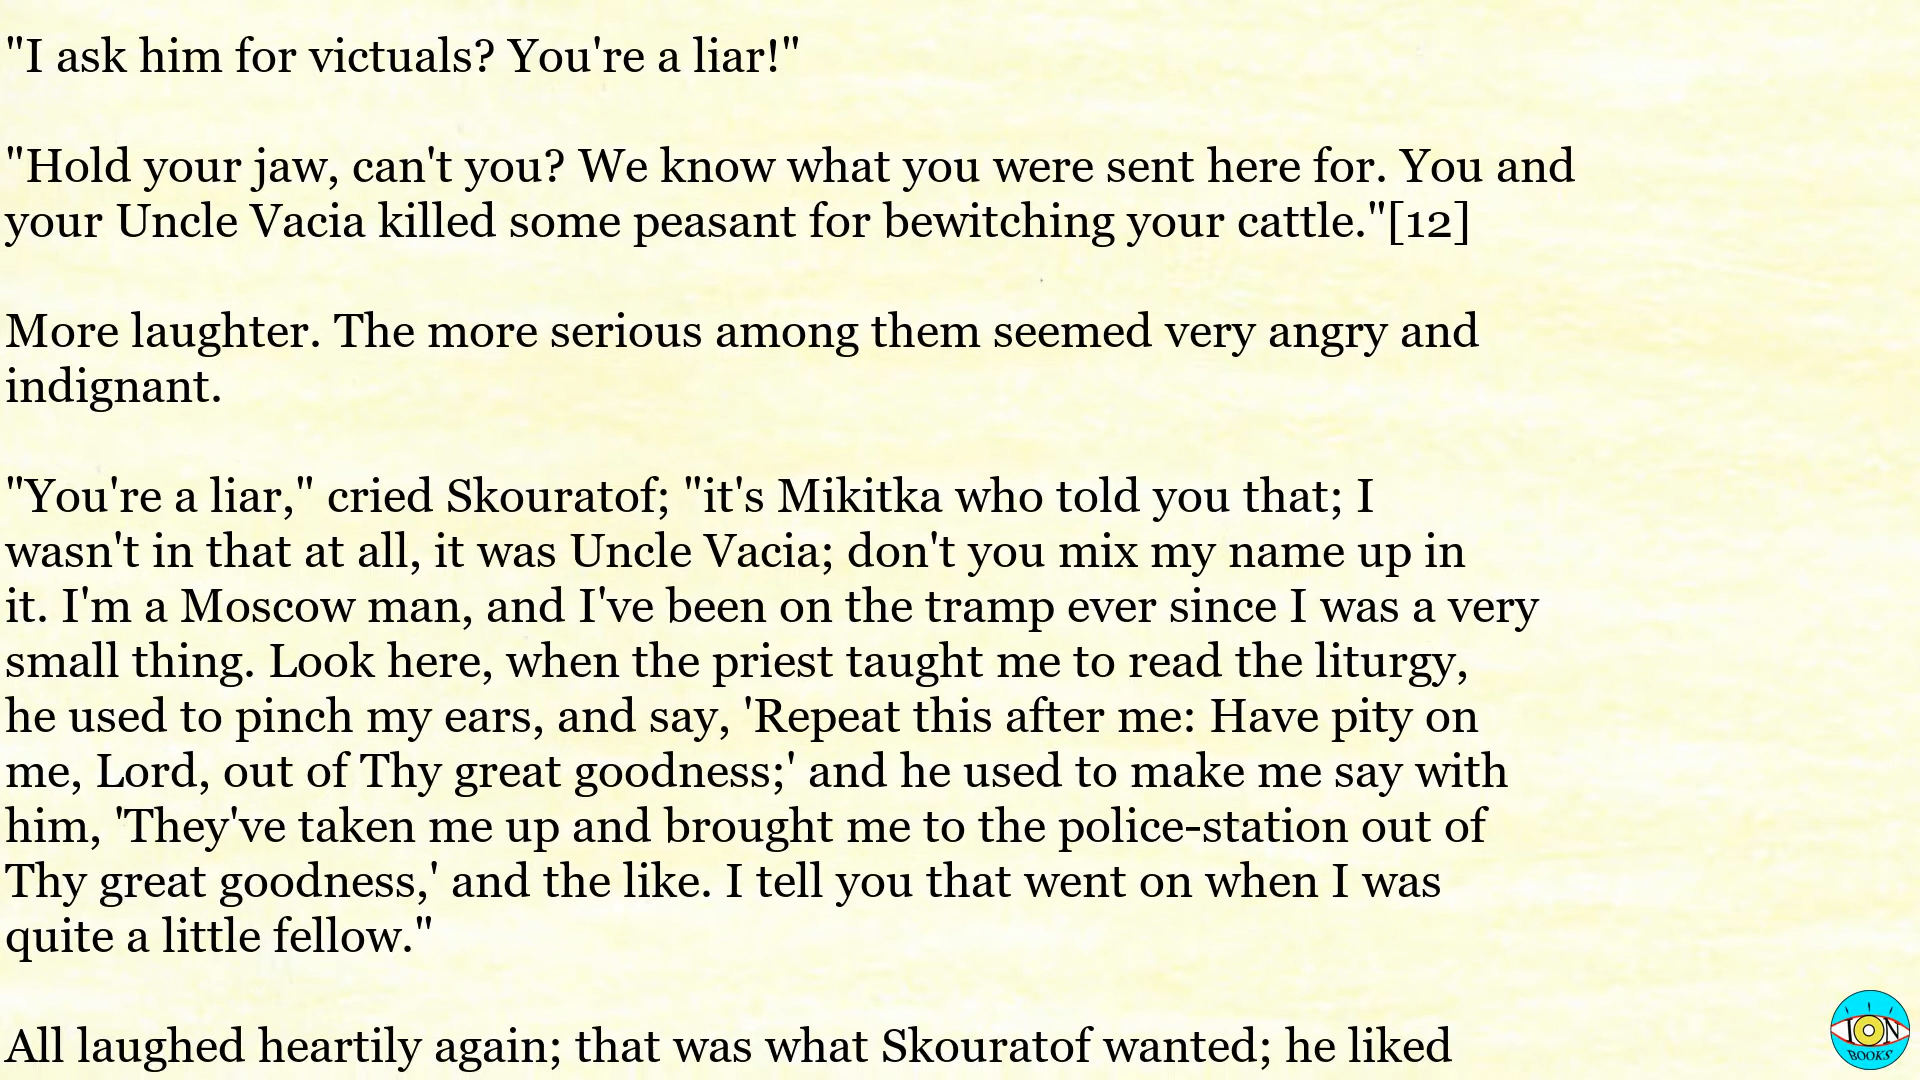 "I ask him for victuals? You're a liar!"
"Hold your jaw, can't you? We know what you were sent here for. You and
your Uncle Vacia killed some peasant for bewitching your cattle."[12]
More laughter. The more serious among them seemed very angry and
indignant.
"You're a liar," cried Skouratof; "it's Mikitka who told you that; I
wasn't in that at all, it was Uncle Vacia; don't you mix my name up in
it. I'm a Moscow man, and I've been on the tramp ever since I was a very
small thing. Look here, when the priest taught me to read the liturgy,
he used to pinch my ears, and say, 'Repeat this after me: Have pity on
me, Lord, out of Thy great goodness;' and he used to make me say with
him, 'They've taken me up and brought me to the police-station out of
Thy great goodness,' and the like. I tell you that went on when I was
quite a little fellow."
All laughed heartily again; that was what Skouratof wanted; he liked
ION
BOOKS